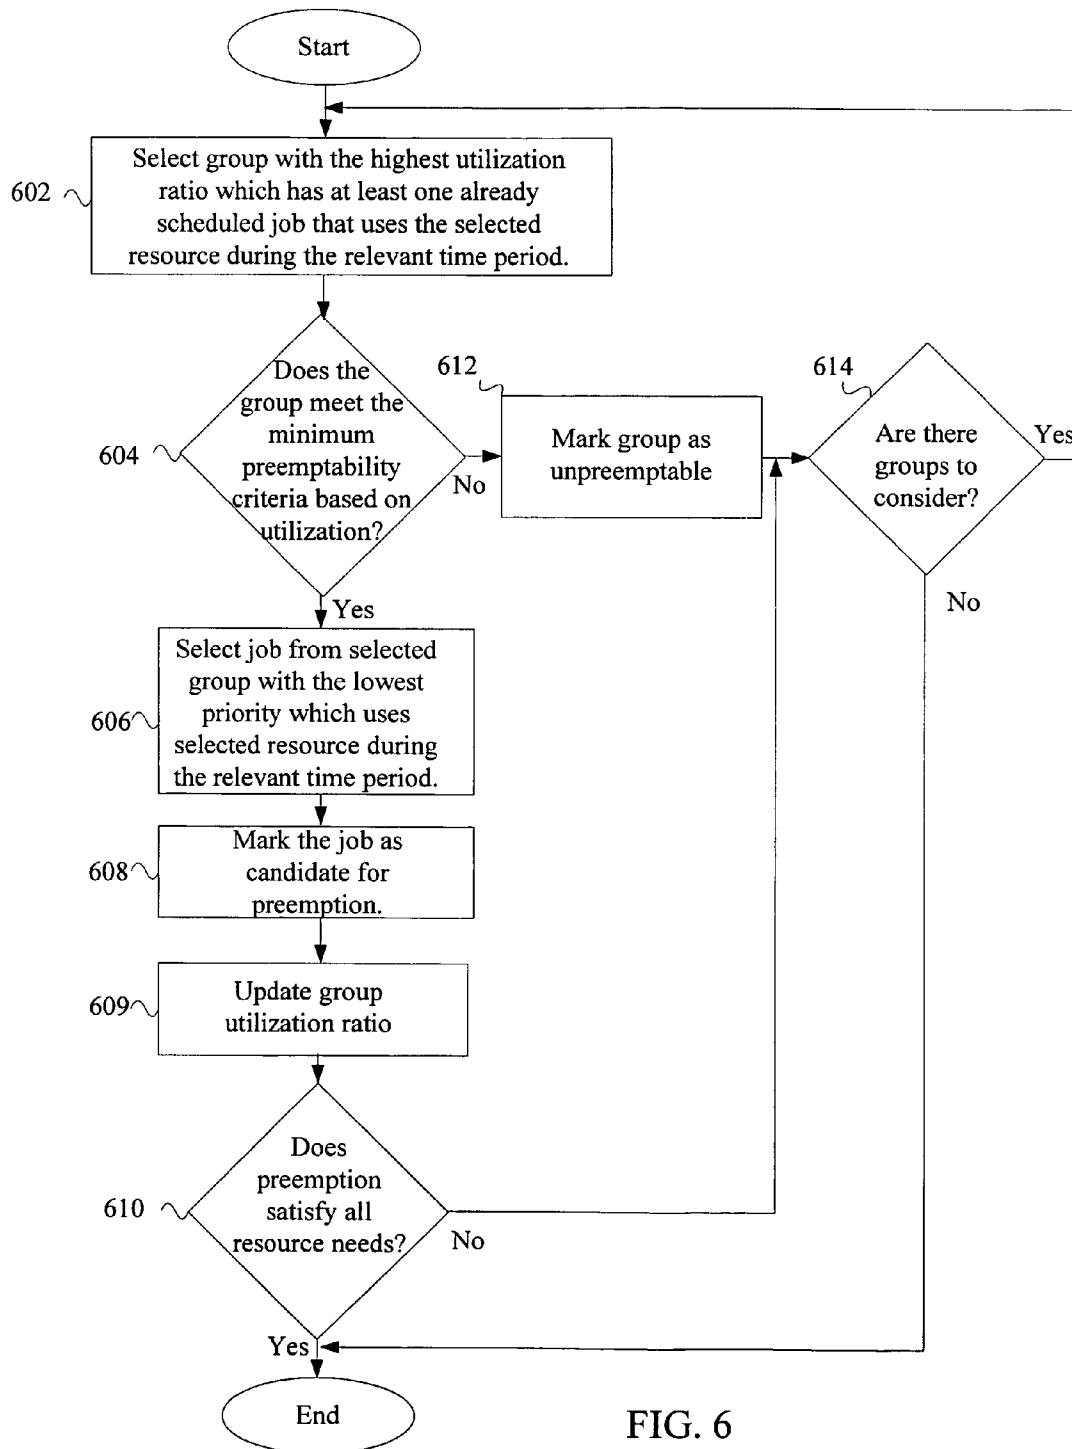 Start
602
Select group with the highest utilization
ratio which has at least one already
scheduled job that uses the selected
resource during the relevant time period.
604
Does the
group meet the
minimum
preemptability
criteria based on
utilization?
No
Yes
612
Mark group as
unpreemptable
614
Are there
groups to
consider?
Yes
No
606
Select job from selected
group with the lowest
priority which uses
selected resource during
the relevant time period.
608
Mark the job as
candidate for
preemption.
609
Update group
utilization ratio
610
Does
preemption
satisfy all
resource needs?
No
Yes
End
FIG. 6